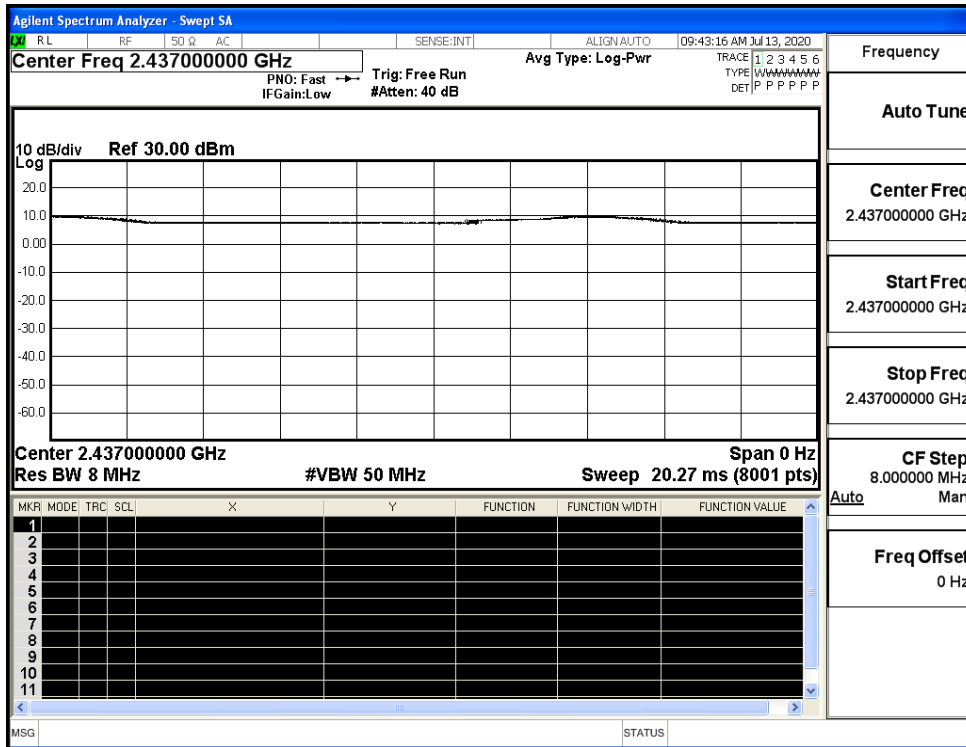 Agilent Spectrum Analyzer - Swept SA
LXI RL RF 50 Ω AC SENSE:INT ALIGN AUTO 09:43:16 AM Jul 13, 2020
Center Freq 2.437000000 GHz
PNO: Fast
IFGain:Low
Trig: Free Run
#Atten: 40 dB
Avg Type: Log-Pwr
TRACE 1 2 3 4 5 6
TYPE
DET P P P P P P
10 dB/div Ref 30.00 dBm
Log
20.0
10.0
0.00
-10.0
-20.0
-30.0
-40.0
-50.0
-60.0
Center 2.437000000 GHz Span 0 Hz
Res BW 8 MHz #VBW 50 MHz Sweep 20.27 ms (8001 pts)
MKR MODE TRC SCL X Y FUNCTION FUNCTION WIDTH FUNCTION VALUE
1
2
3
4
5
6
7
8
9
10
11
MSG STATUS
Frequency
Auto Tune
Center Freq
2.437000000 GHz
Start Freq
2.437000000 GHz
Stop Freq
2.437000000 GHz
CF Step
8.000000 MHz
Auto Man
Freq Offset
0 Hz